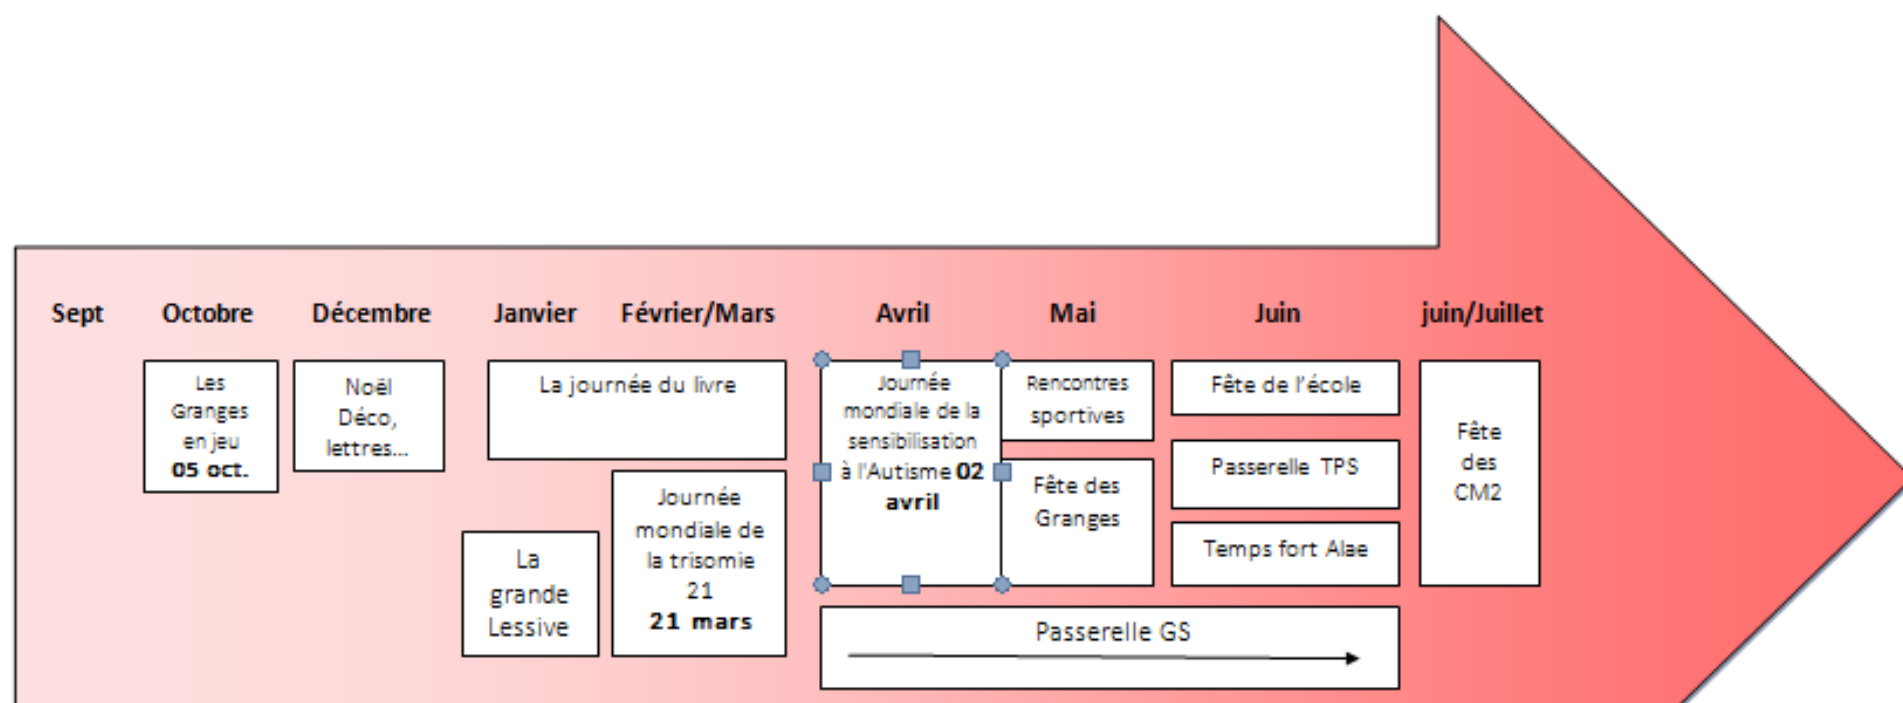 Sept
Octobre
Décembre
Janvier
Février/Mars
Avril
Mai
Juin
juin/Juillet
Les
Granges
en jeu
05 oct.
Noël
Déco,
lettres...
La journée du livre
La
grande
Lessive
Journée
mondiale de
la trisomie
21
21 mars
Journée
mondiale de la
sensibilisation
à l'Autisme 02
avril
Rencontres
sportives
Fête des
Granges
Fête de l'école
Passerelle TPS
Temps fort Alae
Passerelle GS
Fête
des
CM2